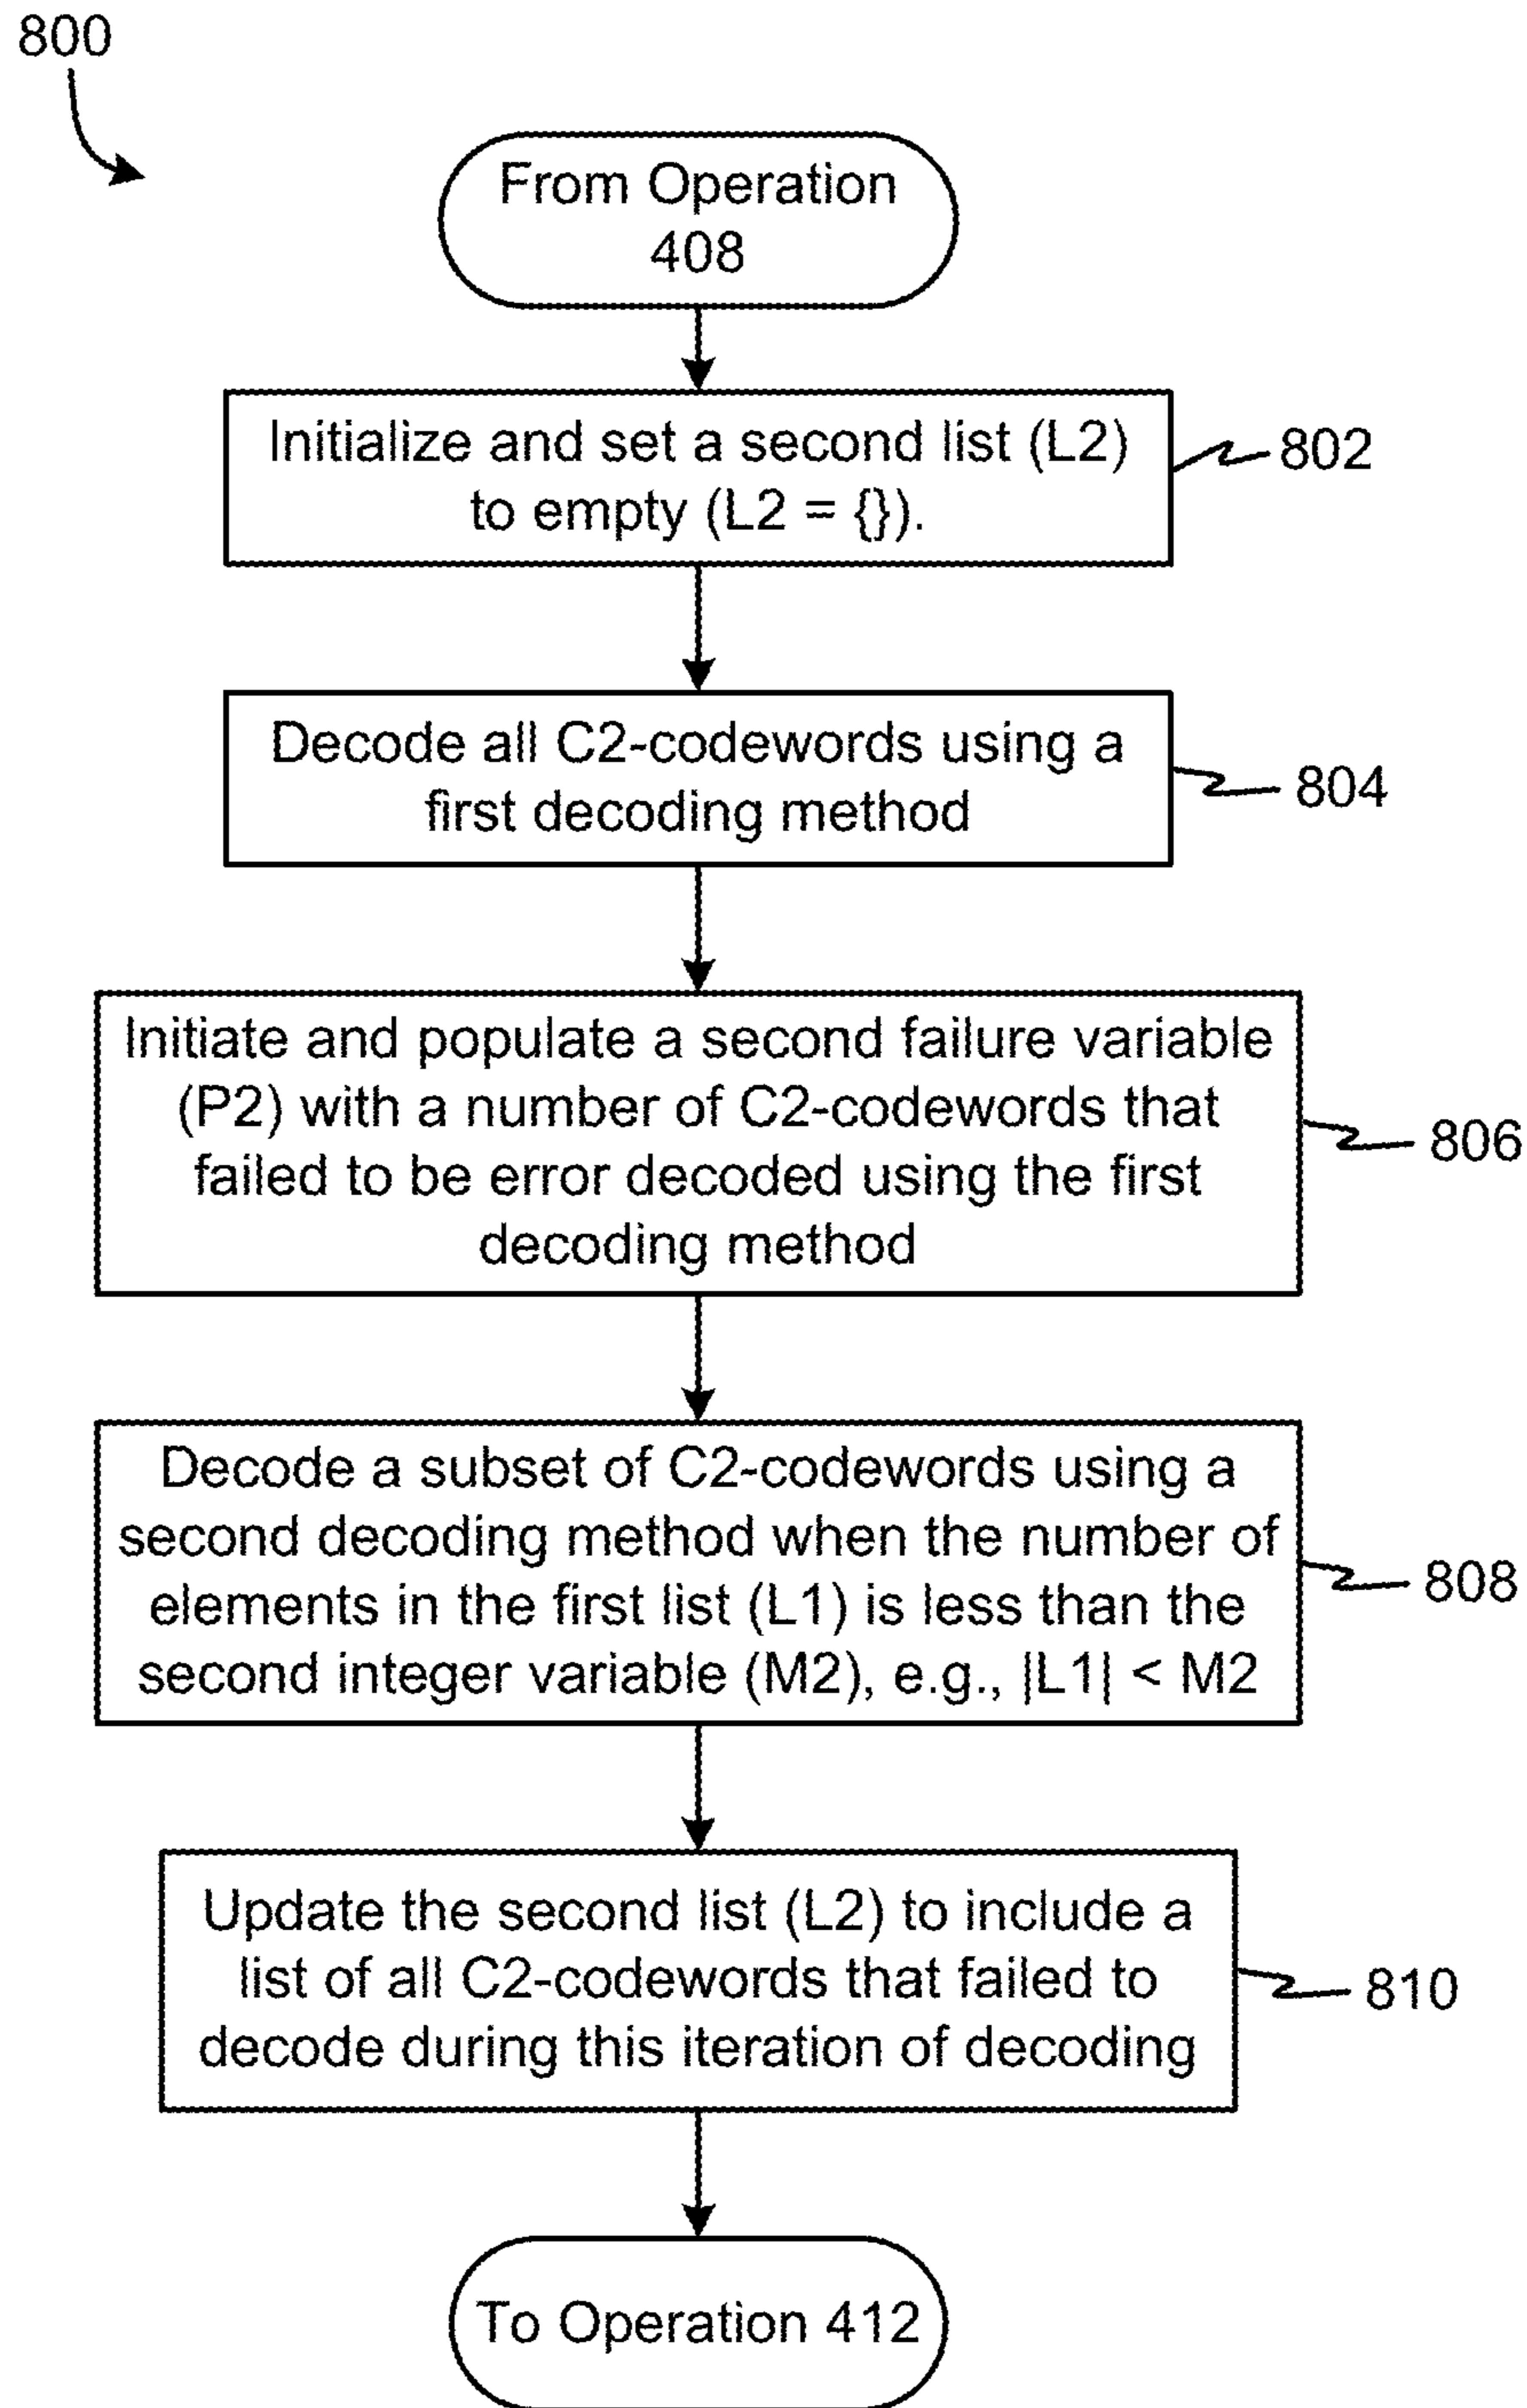 800
From Operation
408
Initialize and set a second list (L2)
to empty (L2 = {}).
802
Decode all C2-codewords using a
first decoding method
804
Initiate and populate a second failure variable
(P2) with a number of C2-codewords that
failed to be error decoded using the first
decoding method
806
Decode a subset of C2-codewords using a
second decoding method when the number of
elements in the first list (L1) is less than the
second integer variable (M2), e.g., |L1| < M2
808
Update the second list (L2) to include a
list of all C2-codewords that failed to
decode during this iteration of decoding
810
To Operation 412